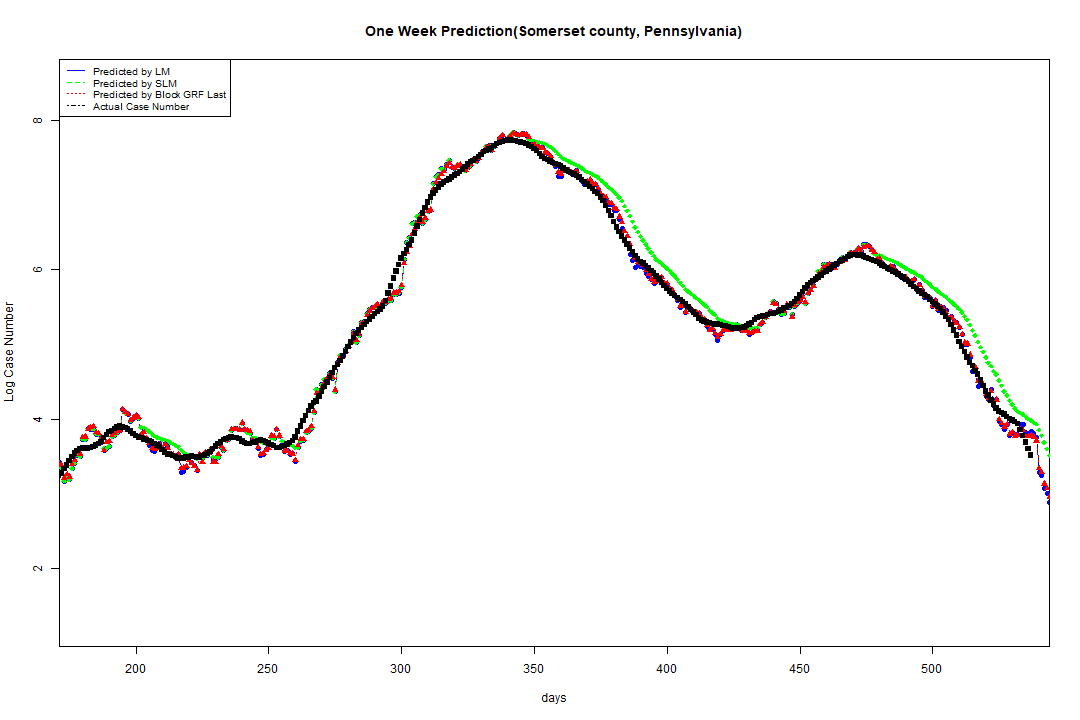 One Week Prediction(Somerset county, Pennsylvania)
Predicted by LM
Predicted by SLM
Predicted by Block GRF Last
Actual Case Number
Log Case Number
8
6
4
2
200 250 300 350 400 450 500
days